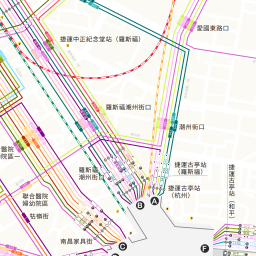 愛國東路口
捷運中正紀念堂站（羅斯福）
羅斯福潮州街口
潮州街口
醫院
院區一
捷運古亭站
（羅斯福）
羅斯福
潮州街口
捷運古亭站
（杭州）
捷運古亭站（和平）
聯合醫院
婦幼院區
牯嶺街
南昌家具街
A
B
C
F